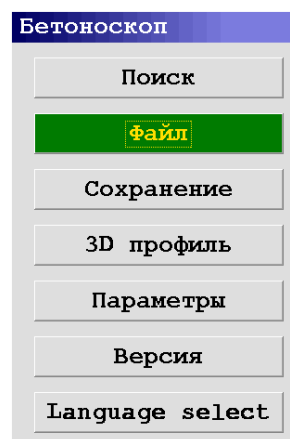 Бетоноскоп
Поиск
Файл
Сохранение
3D профиль
Параметры
Версия
Language select